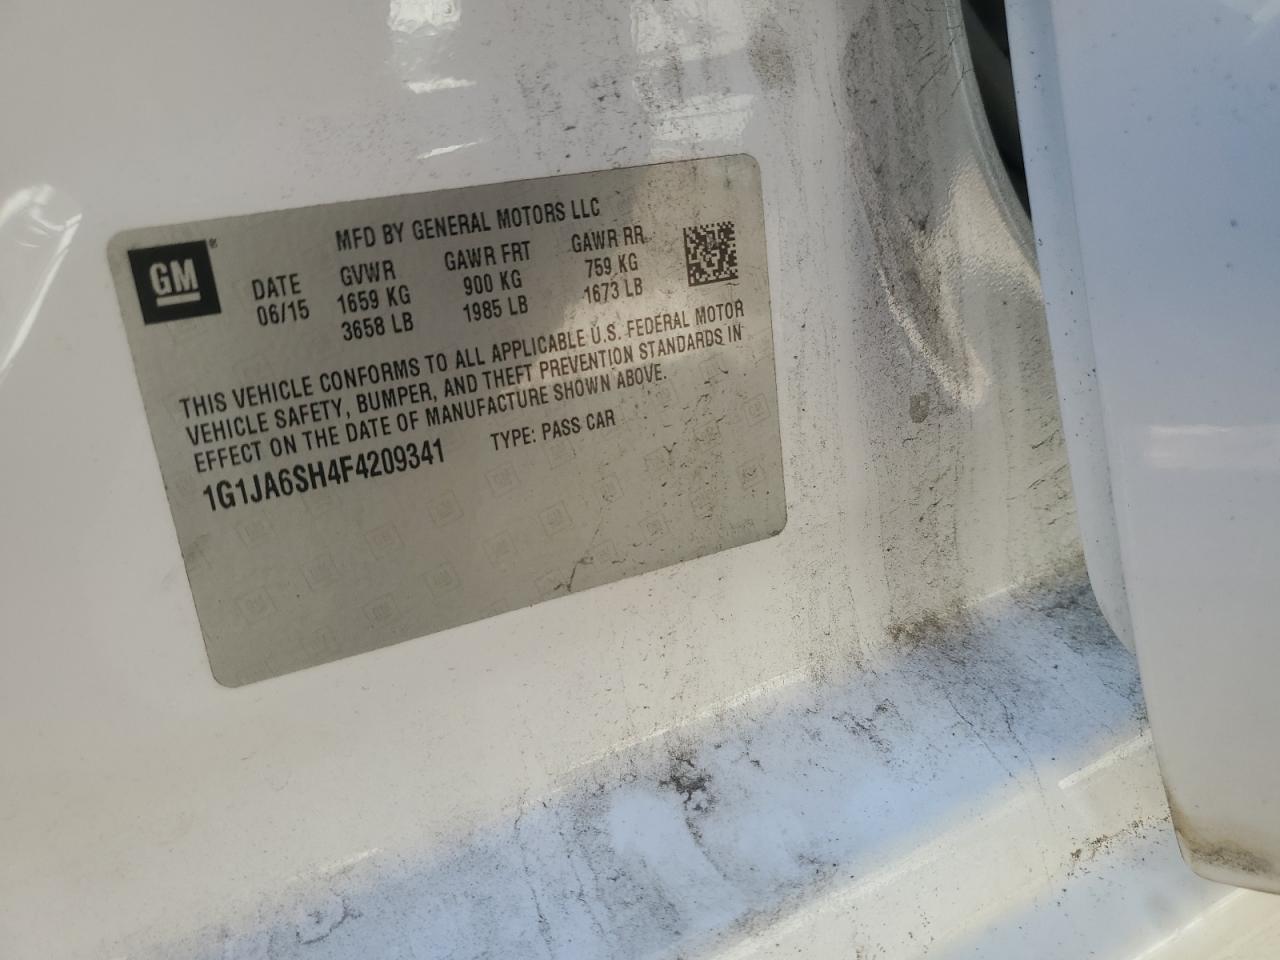 GM®
MFD BY GENERAL MOTORS LLC
DATE GVWR GAWR FRT GAWR RR
06/15 1659 KG 900 KG 759 KG
3658 LB 1985 LB 1673 LB
THIS VEHICLE CONFORMS TO ALL APPLICABLE U.S. FEDERAL MOTOR
VEHICLE SAFETY, BUMPER, AND THEFT PREVENTION STANDARDS IN
EFFECT ON THE DATE OF MANUFACTURE SHOWN ABOVE.
1G1JA6SH4F4209341 TYPE: PASS CAR